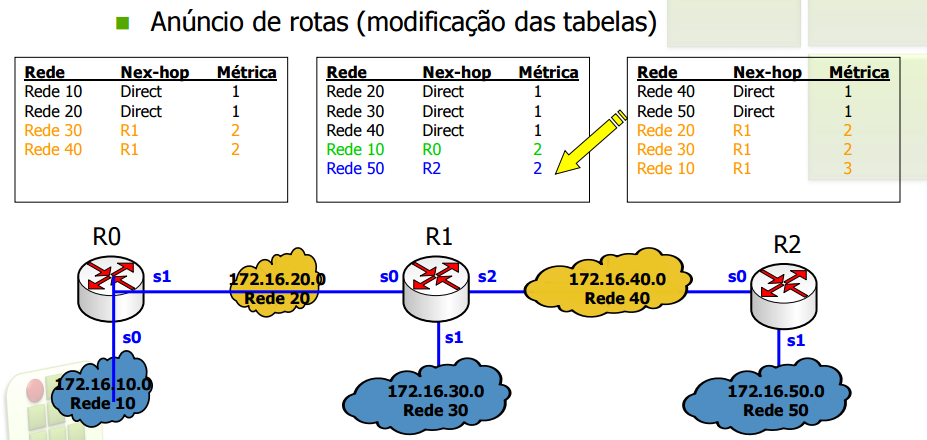 Anúncio de rotas (modificação das tabelas)
Rede Nex-hop Métrica
Rede 10 Direct 1
Rede 20 Direct 1
Rede 30 R1 2
Rede 40 R1 2
Rede Nex-hop Métrica
Rede 20 Direct 1
Rede 30 Direct 1
Rede 40 Direct 1
Rede 10 R0 2
Rede 50 R2 2
Rede Nex-hop Métrica
Rede 40 Direct 1
Rede 50 Direct 1
Rede 20 R1 2
Rede 30 R1 2
Rede 10 R1 3
R0
R1
R2
s1
172.16.20.0
Rede 20
s0
s2
172.16.40.0
Rede 40
s0
s0
s1
s1
172.16.10.0
Rede 10
172.16.30.0
Rede 30
172.16.50.0
Rede 50